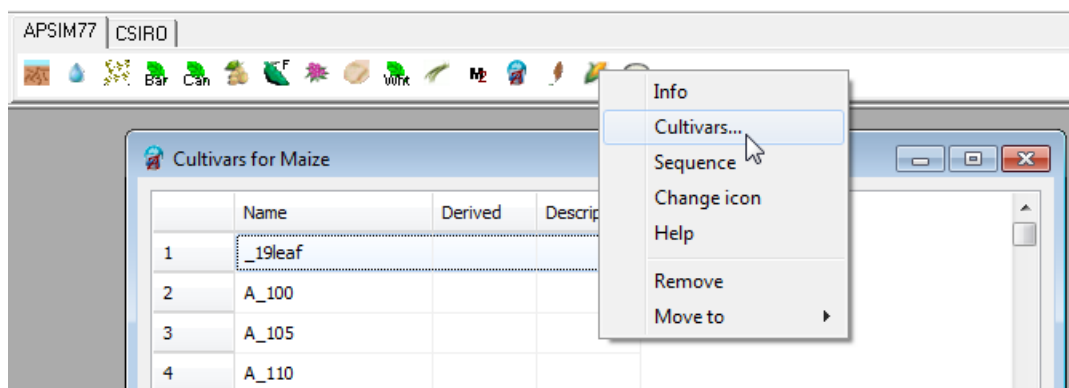 APSIM77 CSIRO
Bar Can F Wht M2
Info
Cultivars...
Cultivars for Maize
Sequence
Change icon
Name Derived Descrip
Help
1 _19leaf
2 A_100
Remove
3 A_105
Move to
4 A_110